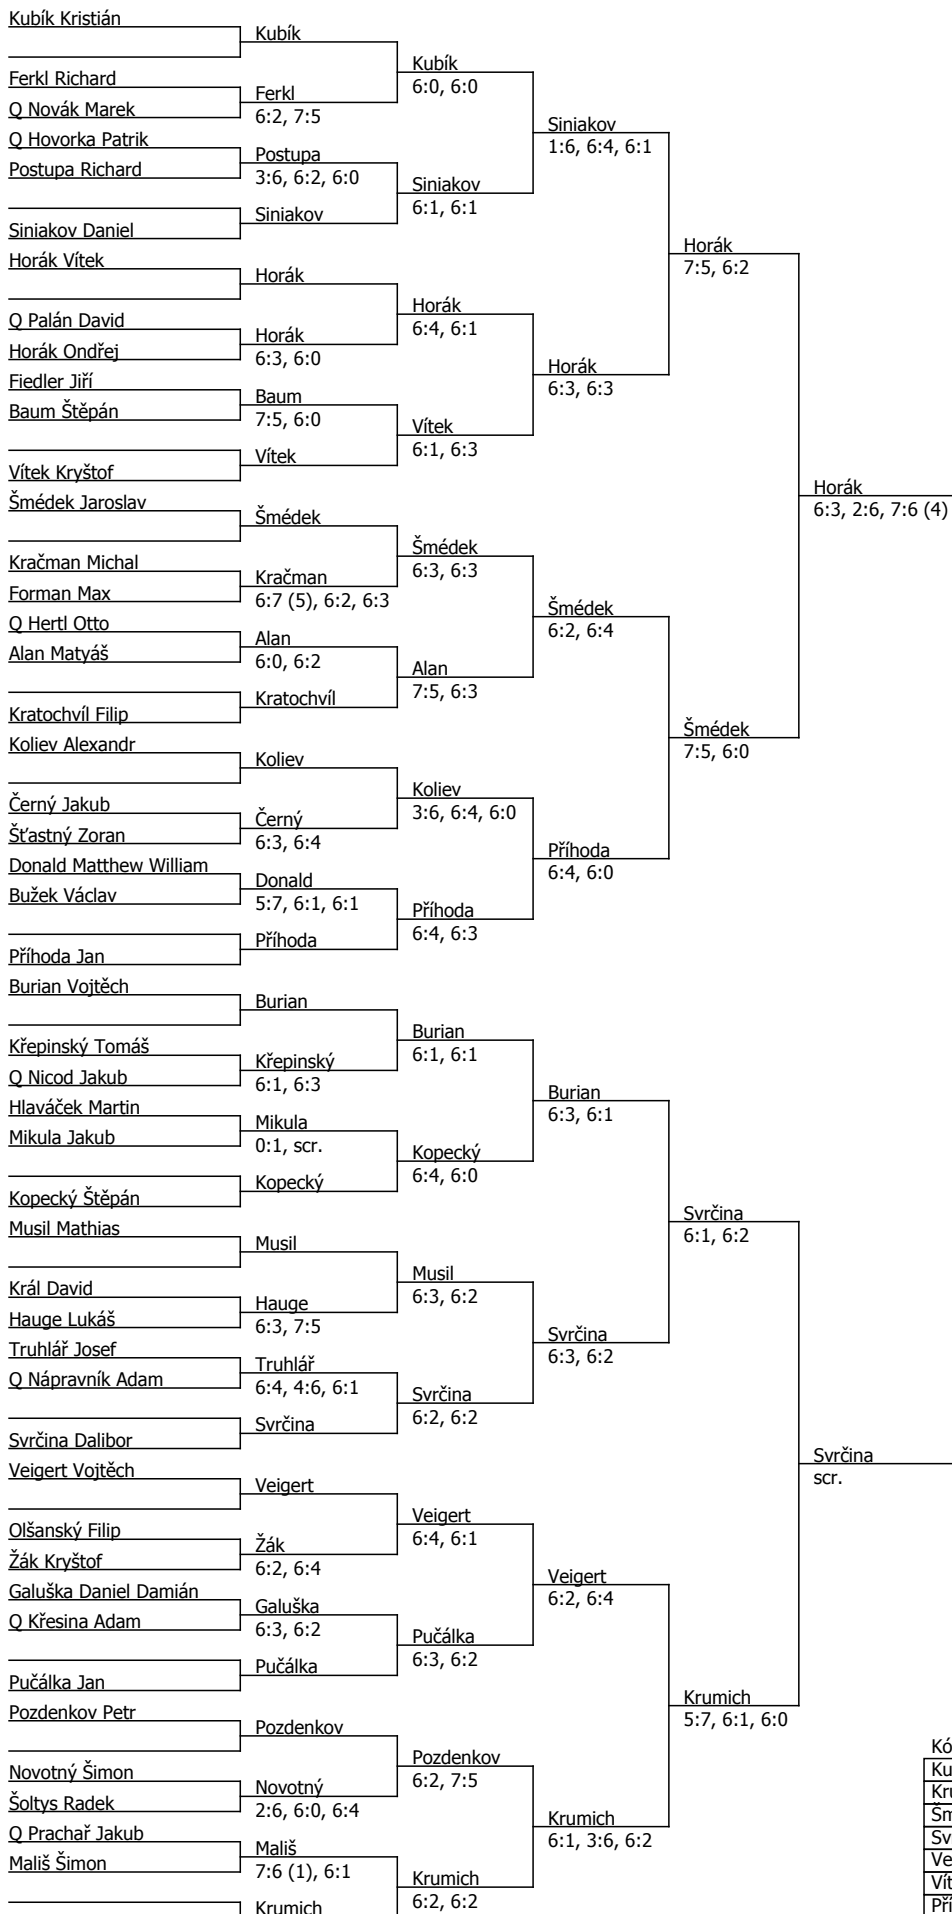 Kubík Kristián
Kubík
Kubík
6:0, 6:0
Ferkl Richard
Ferkl
6:2, 7:5
Q Novák Marek
Siniakov
1:6, 6:4, 6:1
Q Hovorka Patrik
Postupa
3:6, 6:2, 6:0
Postupa Richard
Siniakov
6:1, 6:1
Siniakov
Siniakov Daniel
Horák
7:5, 6:2
Horák Vítek
Horák
Horák
6:4, 6:1
Q Palán David
Horák
6:3, 6:0
Horák Ondřej
Horák
6:3, 6:3
Fiedler Jiří
Baum
7:5, 6:0
Baum Štěpán
Vítek
6:1, 6:3
Vítek
Vítek Kryštof
Horák
6:3, 2:6, 7:6 (4)
Šmédek Jaroslav
Šmédek
Šmédek
6:3, 6:3
Kračman Michal
Kračman
6:7 (5), 6:2, 6:3
Forman Max
Šmédek
6:2, 6:4
Q Hertl Otto
Alan
6:0, 6:2
Alan Matyáš
Alan
7:5, 6:3
Kratochvíl
Kratochvíl Filip
Šmédek
7:5, 6:0
Koliev Alexandr
Koliev
Koliev
3:6, 6:4, 6:0
Černý Jakub
Černý
6:3, 6:4
Šťastný Zoran
Příhoda
6:4, 6:0
Donald Matthew William
Donald
5:7, 6:1, 6:1
Bužek Václav
Příhoda
6:4, 6:3
Příhoda
Příhoda Jan
Burian Vojtěch
Burian
Burian
6:1, 6:1
Křepinský Tomáš
Křepinský
6:1, 6:3
Q Nicod Jakub
Burian
6:3, 6:1
Hlaváček Martin
Mikula
0:1, scr.
Mikula Jakub
Kopecký
6:4, 6:0
Kopecký
Kopecký Štěpán
Svrčina
6:1, 6:2
Musil Mathias
Musil
Musil
6:3, 6:2
Král David
Hauge
6:3, 7:5
Hauge Lukáš
Svrčina
6:3, 6:2
Truhlář Josef
Truhlář
6:4, 4:6, 6:1
Q Nápravník Adam
Svrčina
6:2, 6:2
Svrčina
Svrčina Dalibor
Svrčina
scr.
Veigert Vojtěch
Veigert
Veigert
6:4, 6:1
Olšanský Filip
Žák
6:2, 6:4
Žák Kryštof
Veigert
6:2, 6:4
Galuška Daniel Damián
Galuška
6:3, 6:2
Q Křesina Adam
Pučálka
6:3, 6:2
Pučálka
Pučálka Jan
Krumich
5:7, 6:1, 6:0
Pozdenkov Petr
Pozdenkov
Pozdenkov
6:2, 7:5
Novotný Šimon
Novotný
2:6, 6:0, 6:4
Šoltys Radek
Krumich
6:1, 3:6, 6:2
Q Prachař Jakub
Mališ
7:6 (1), 6:1
Mališ Šimon
Krumich
6:2, 6:2
Krumich
Kó
Ku
Kru
Šm
Sv
Ve
Vít
Pří